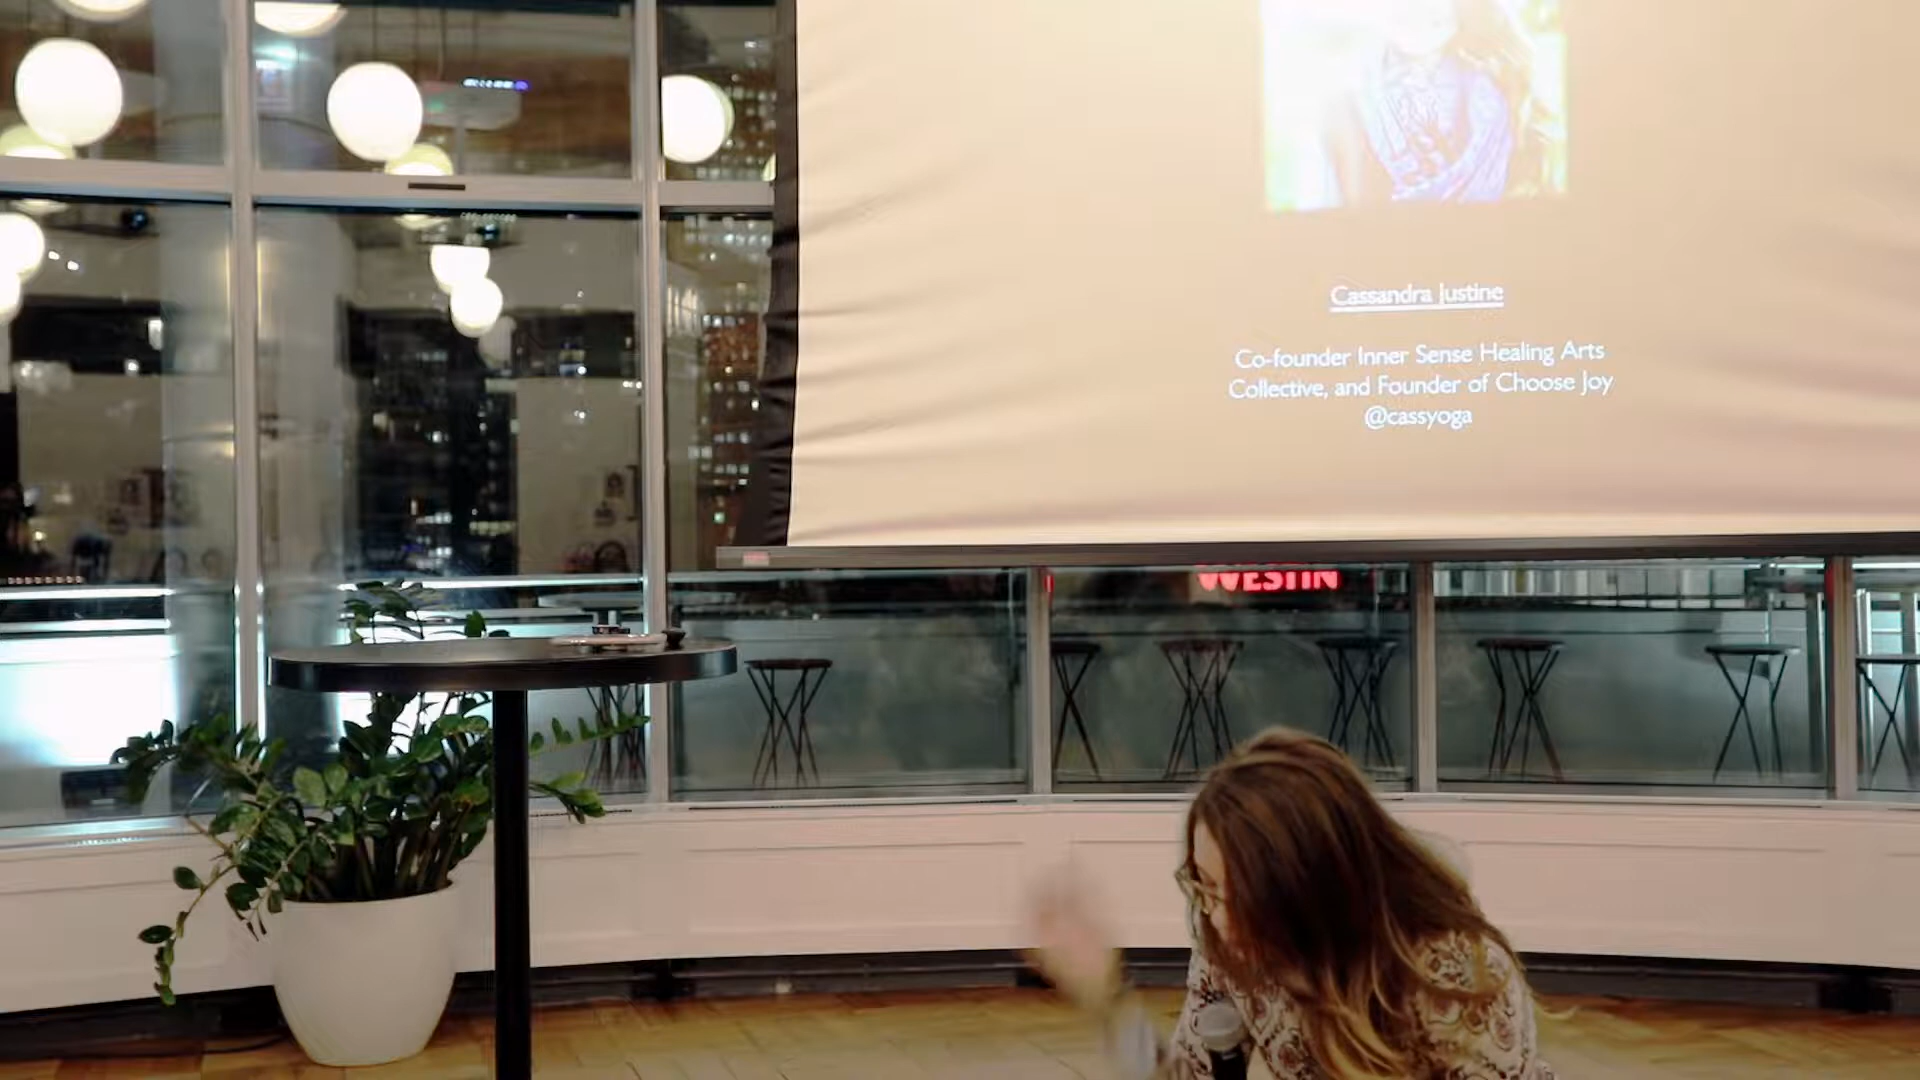 Cassandra Justine
Co-founder Inner Sense Healing Arts
Collective, and Founder of Choose Joy
@cassyoga
WESTIN